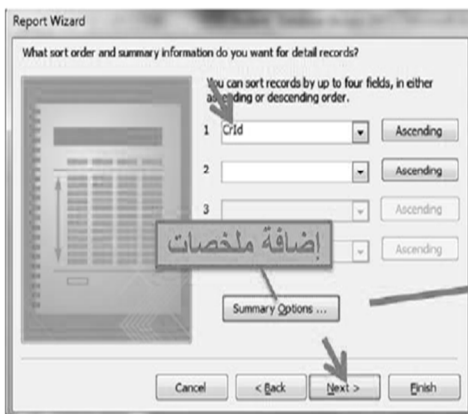 Report Wizard
What sort order and summary information do you want for detail records?
You can sort records by up to four fields, in either
ascending or descending order.
1 CrId Ascending
2 Ascending
3 Ascending
إضافة ملخصات
Ascending
Summary Options ...
Cancel < Back Next > Finish